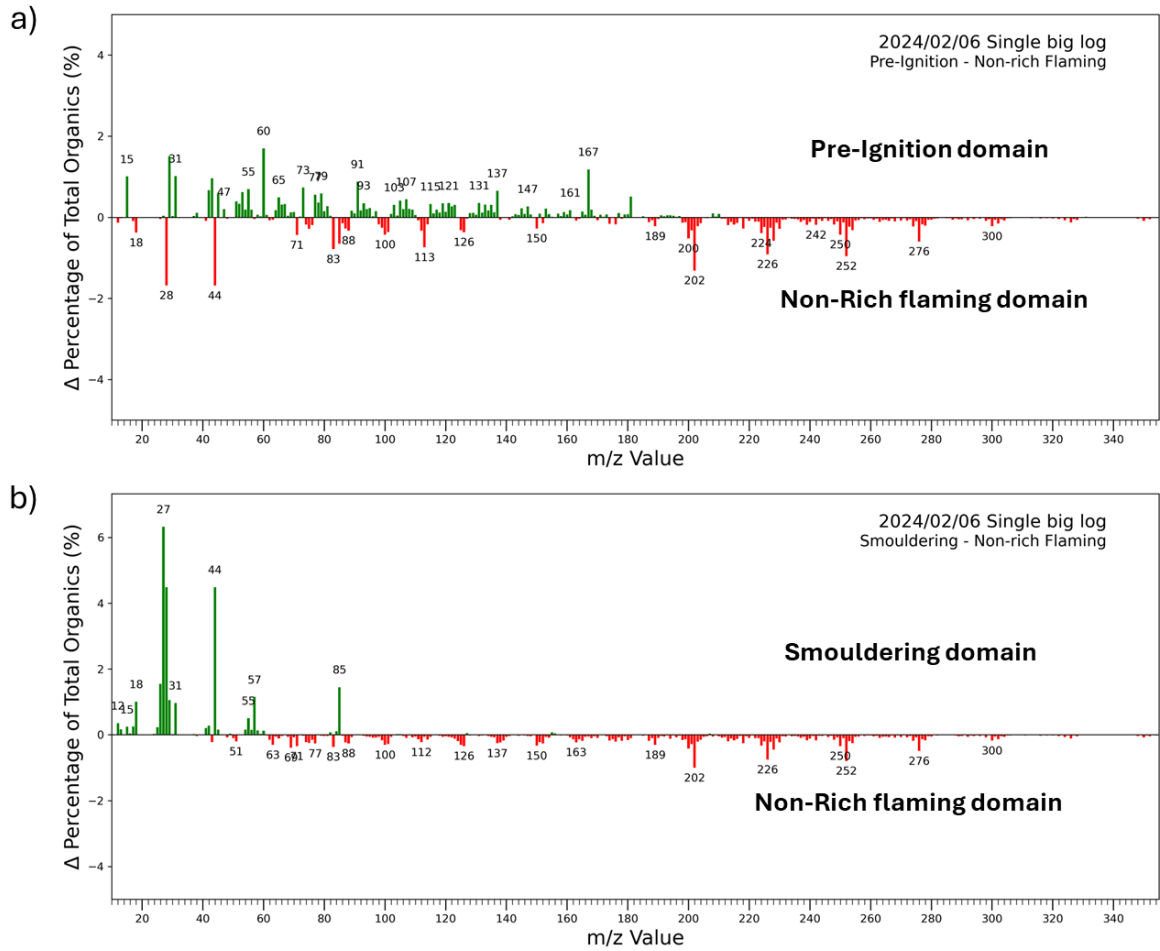 a)
2024/02/06 Single big log
Pre-Ignition - Non-rich Flaming
Pre-Ignition domain
Non-Rich flaming domain
Δ Percentage of Total Organics (%)
4
2
0
−2
−4
15 31 47 55 60 65 73 77 79 91 93 103 107 115 121 131 137 147 161 167
18 28 44 71 83 88 100 113 126 150 189 200 202 224 226 242 250 252 276 300
20 40 60 80 100 120 140 160 180 200 220 240 260 280 300 320 340
m/z Value
b)
2024/02/06 Single big log
Smouldering - Non-rich Flaming
Smouldering domain
Non-Rich flaming domain
Δ Percentage of Total Organics (%)
6
4
2
0
−2
−4
12 15 18 27 31 44 55 57 85
51 63 69 71 77 83 88 100 112 126 137 150 163 189 202 226 250 252 276 300
20 40 60 80 100 120 140 160 180 200 220 240 260 280 300 320 340
m/z Value